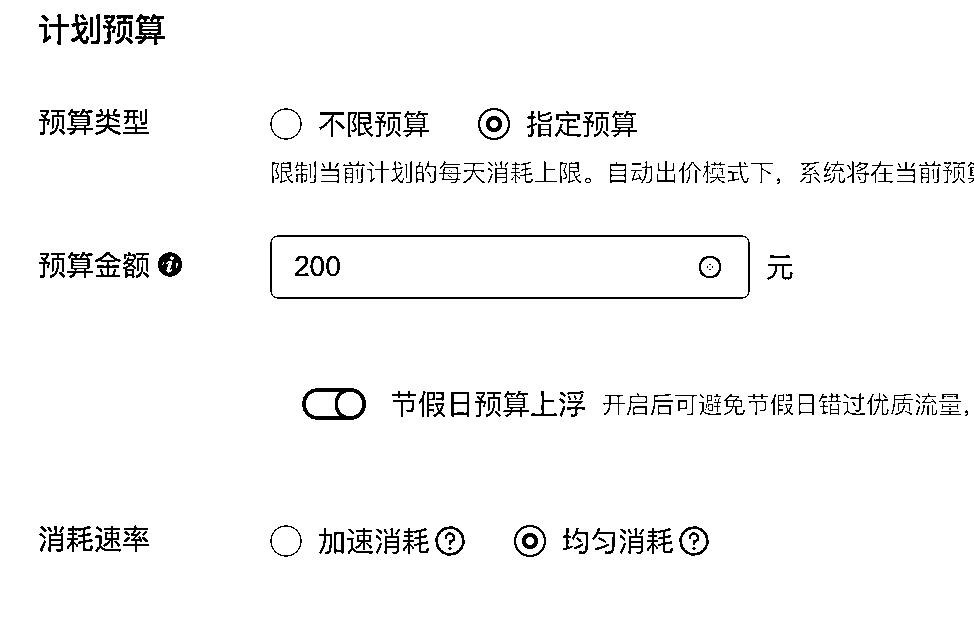 计划预算
预算类型 不限预算 指定预算
限制当前计划的每天消耗上限。自动出价模式下，系统将在当前预算
预算金额 200 元
节假日预算上浮 开启后可避免节假日错过优质流量，
消耗速率 加速消耗 均匀消耗